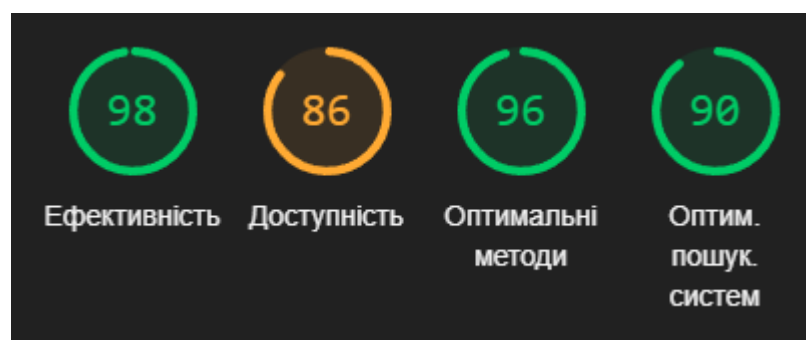 98
86
96
90
Ефективність
Доступність
Оптимальні
методи
Оптим.
пошук.
систем